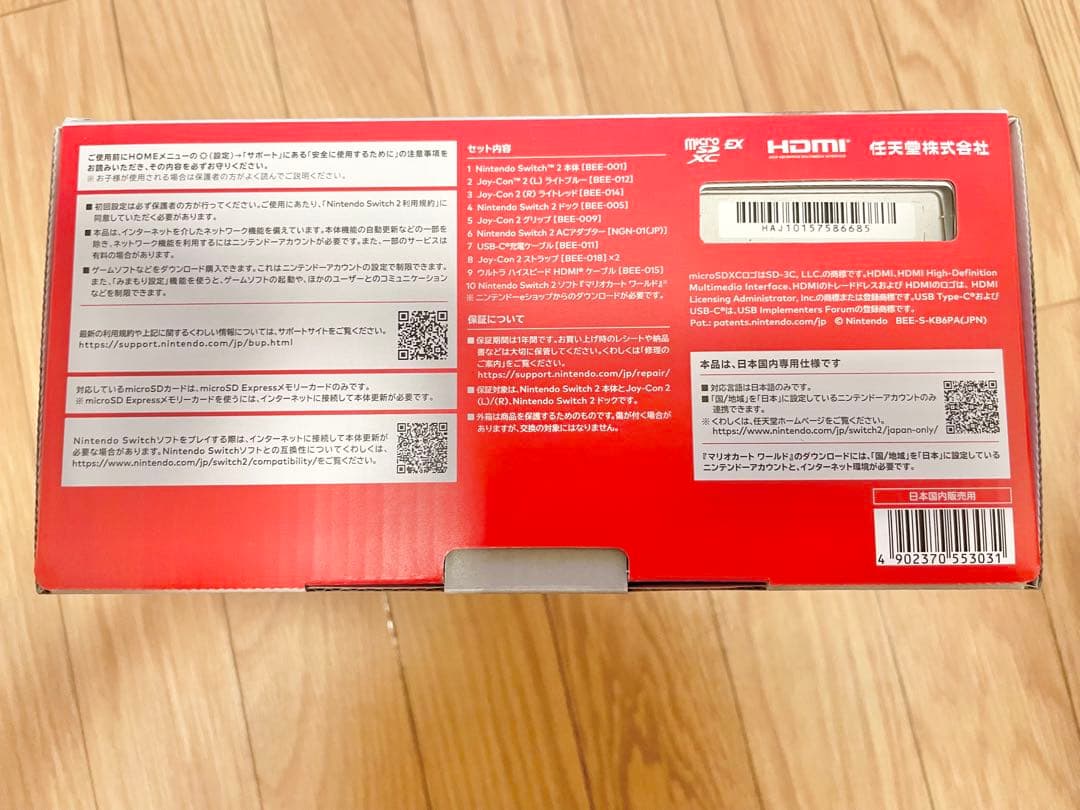 ご使用前にHOMEメニューの（設定）→「サポート」にある「安全に使用するために」の注意事項を
お読みいただき、その内容を必ずお守りください。
※お子様が使用される場合は保護者の方がよく読んでご説明ください。
■初回設定は必ず保護者の方が行ってください。ご使用にあたり、「Nintendo Switch 2 利用規約」に
同意していただく必要があります。
■本品は、インターネットを介したネットワーク機能を備えています。本体機能の自動更新などの一部を
除き、ネットワーク機能を利用するにはニンテンドーアカウントが必要です。また、一部のサービスは
有料の場合があります。
■ゲームソフトなどをダウンロード購入できます。これはニンテンドーアカウントの設定で制限できます。
また、「みまもり設定」機能を使うと、ゲームソフトの起動や、ほかのユーザーとのコミュニケーション
などを制限できます。
最新の利用規約や上記に関するくわしい情報については、サポートサイトをご覧ください。
https://support.nintendo.com/jp/bup.html
対応しているmicroSDカードは、microSD Expressメモリーカードのみです。
※microSD Expressメモリーカードを使うには、インターネットに接続して本体更新が必要です。
Nintendo Switchソフトをプレイする際は、インターネットに接続して本体更新が
必要な場合があります。Nintendo Switchソフトとの互換性についてくわしくは、
https://www.nintendo.com/jp/switch2/compatibility/をご覧ください。
セット内容
1 Nintendo Switch™ 2 本体 [BEE-001]
2 Joy-Con™ 2 (L) ライトブルー [BEE-012]
3 Joy-Con 2 (R) ライトレッド [BEE-014]
4 Nintendo Switch 2 ドック [BEE-005]
5 Joy-Con 2 グリップ [BEE-009]
6 Nintendo Switch 2 ACアダプター [NGN-01(JP)]
7 USB-C®充電ケーブル [BEE-011]
8 Joy-Con 2 ストラップ [BEE-018]×2
9 ウルトラ ハイスピード HDMI®ケーブル [BEE-015]
10 Nintendo Switch 2 ソフト『マリオカート ワールド』※
※ ニンテンドーeショップからのダウンロードが必要です。
保証について
■保証期間は1年間です。お買い上げ時のレシートや納品
書などは大切に保管してください。くわしくは「修理の
ご案内」をご覧ください。
https://support.nintendo.com/jp/repair/
■保証対象は、Nintendo Switch 2 本体とJoy-Con 2
(L)/(R)、Nintendo Switch 2 ドックです。
■外箱は商品を保護するためのものです。傷が付く場合が
ありますが、交換の対象にはなりません。
micro SD XC EX HDMI 任天堂株式会社
HAJ10157586685
microSDXCロゴはSD-3C, LLC.の商標です。HDMI、HDMI High-Definition
Multimedia Interface、HDMIのトレードドレスおよび HDMIのロゴは、HDMI
Licensing Administrator, Inc.の商標または登録商標です。USB Type-C®および
USB-C®は、USB Implementers Forumの登録商標です。
Pat.: patents.nintendo.com/jp © Nintendo BEE-S-KB6PA(JPN)
本品は、日本国内専用仕様です
■対応言語は日本語のみです。
■「国/地域」を「日本」に設定しているニンテンドーアカウントのみ
連携できます。
※くわしくは、任天堂ホームページをご覧ください。
https://www.nintendo.com/jp/switch2/japan-only/
『マリオカート ワールド』のダウンロードには、「国/地域」を「日本」に設定している
ニンテンドーアカウントと、インターネット環境が必要です。
日本国内販売用
4 902370 553031